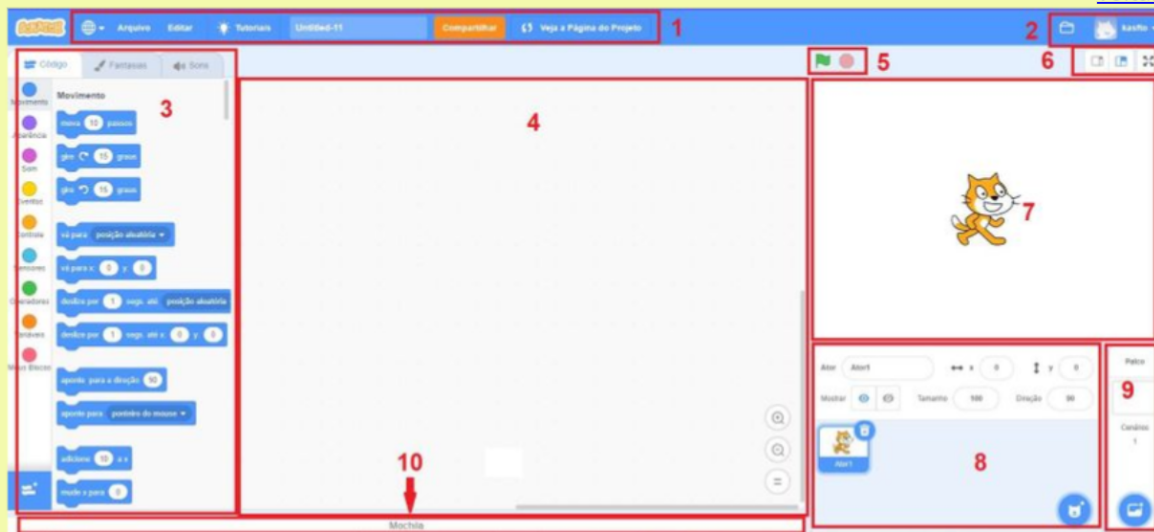 SCRATCH Arquivo Editar Tutoriais Untitled-11 Compartilhar Veja a Página do Projeto 1 2 kasflo
Código Fantasias Sons 5 6
Movimento Movimento 3 4
mova 10 passos
Aparência
gire 15 graus
Som
gire 15 graus
Eventos
vá para posição aleatória 7
Controle
vá para x: 0 y: 0
Sensores
deslize por 1 segs. até posição aleatória
Operadores
deslize por 1 segs. até x: 0 y: 0
Variáveis
Meus Blocos
aponte para a direção 90
aponte para ponteiro do mouse
adicione 10 a x
mude x para 0
Ator Ator1 x 0 y 0
Mostrar Tamanho 100 Direção 90
Ator1 8
Palco
9
Cenários
1
10
Mochila